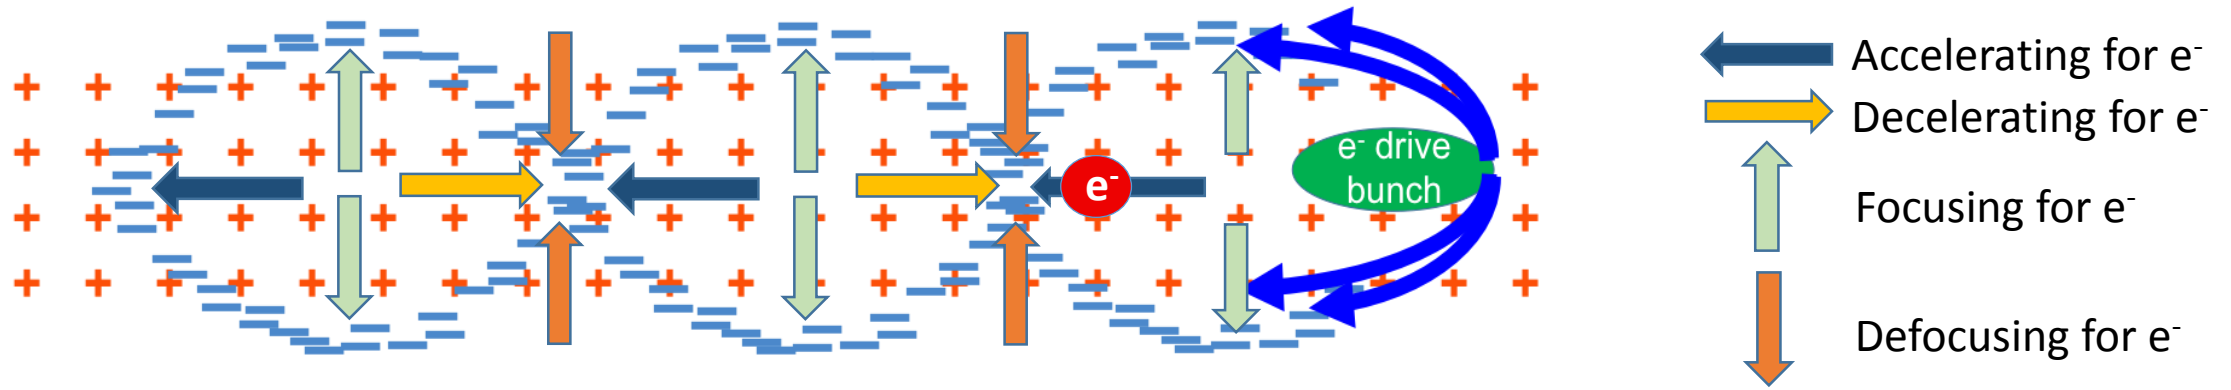 e⁻ drive
bunch
e⁻
Accelerating for e⁻
Decelerating for e⁻
Focusing for e⁻
Defocusing for e⁻